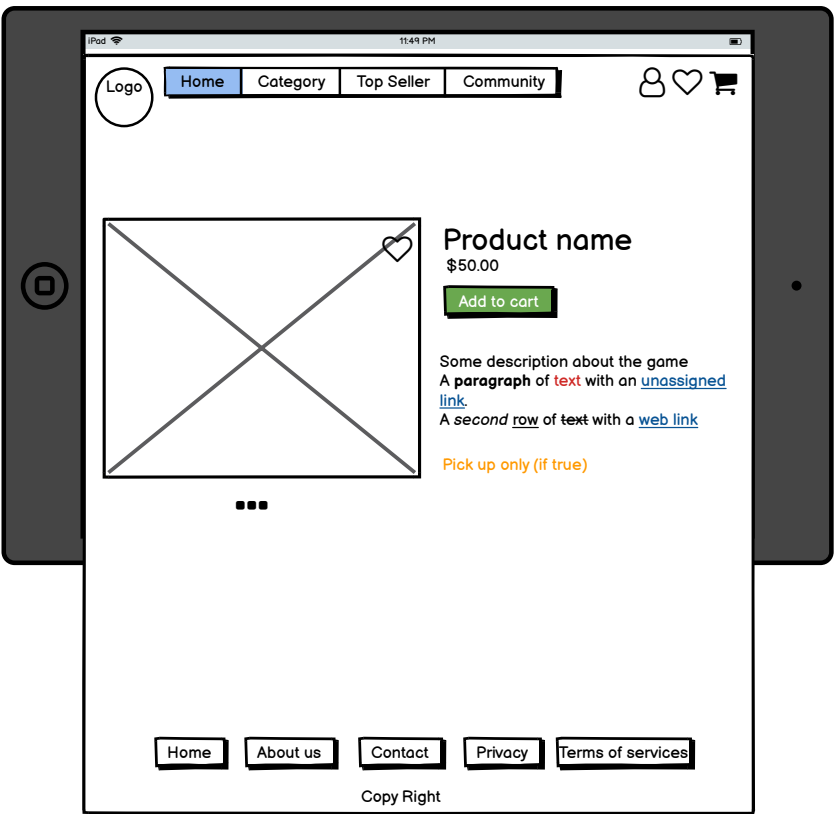 iPad 11:49 PM
Logo
Home Category Top Seller Community
Product name
$50.00
Add to cart
Some description about the game
A paragraph of text with an unassigned
link.
A second row of text with a web link
Pick up only (if true)
Home About us Contact Privacy Terms of services
Copy Right